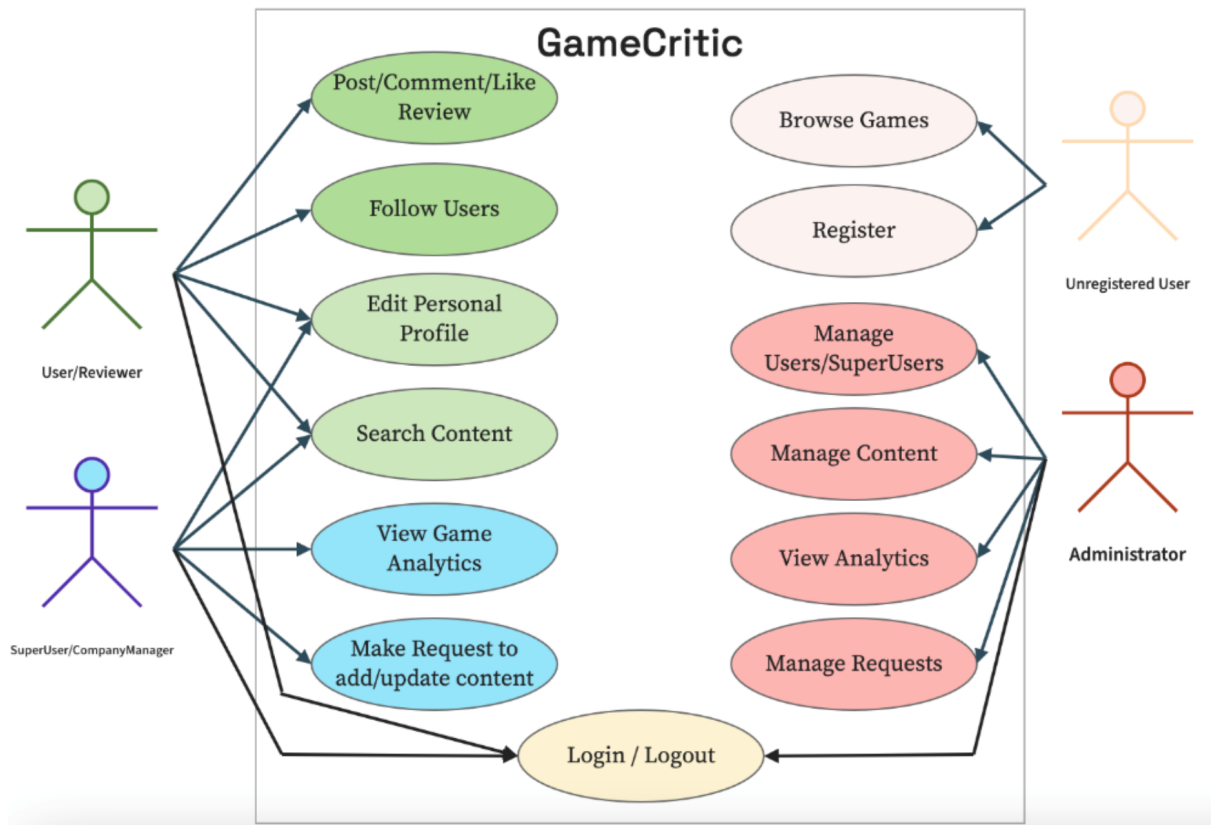 GameCritic
Post/Comment/Like
Review
Follow Users
Edit Personal
Profile
Search Content
View Game
Analytics
Make Request to
add/update content
Login / Logout
Browse Games
Register
Manage
Users/SuperUsers
Manage Content
View Analytics
Manage Requests
User/Reviewer
SuperUser/CompanyManager
Unregistered User
Administrator